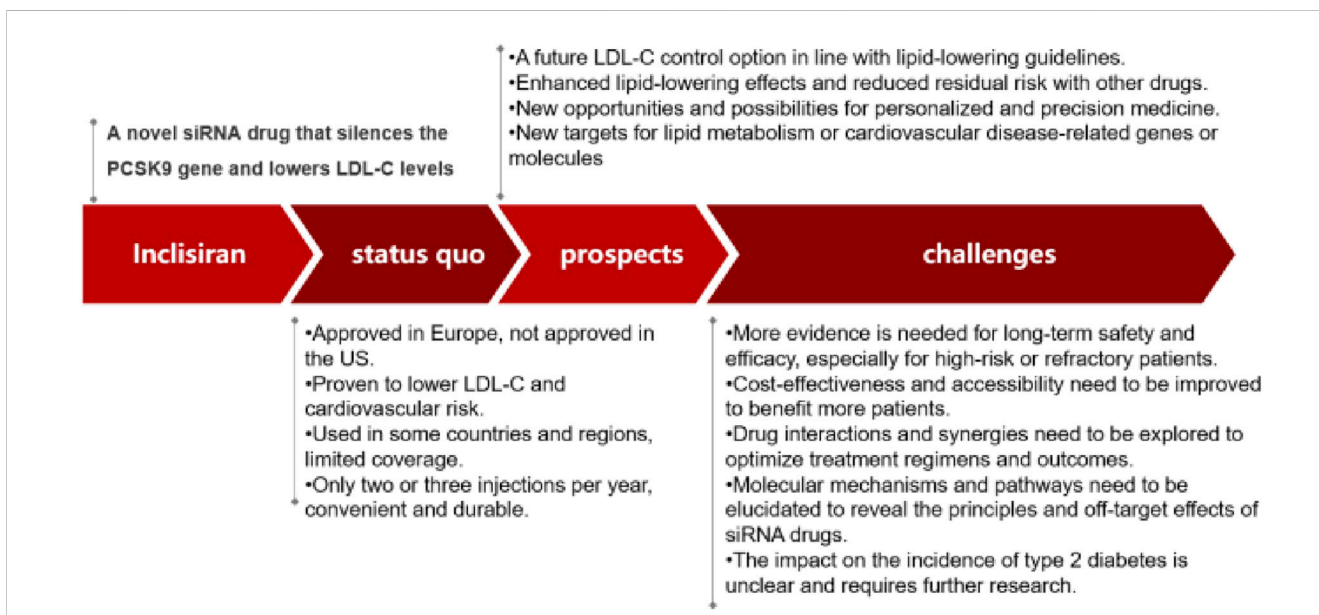 •A future LDL-C control option in line with lipid-lowering guidelines.
•Enhanced lipid-lowering effects and reduced residual risk with other drugs.
•New opportunities and possibilities for personalized and precision medicine.
•New targets for lipid metabolism or cardiovascular disease-related genes or
molecules
A novel siRNA drug that silences the
PCSK9 gene and lowers LDL-C levels
Inclisiran
status quo
prospects
challenges
•Approved in Europe, not approved in
the US.
•Proven to lower LDL-C and
cardiovascular risk.
•Used in some countries and regions,
limited coverage.
•Only two or three injections per year,
convenient and durable.
•More evidence is needed for long-term safety and
efficacy, especially for high-risk or refractory patients.
•Cost-effectiveness and accessibility need to be improved
to benefit more patients.
•Drug interactions and synergies need to be explored to
optimize treatment regimens and outcomes.
•Molecular mechanisms and pathways need to be
elucidated to reveal the principles and off-target effects of
siRNA drugs.
•The impact on the incidence of type 2 diabetes is
unclear and requires further research.